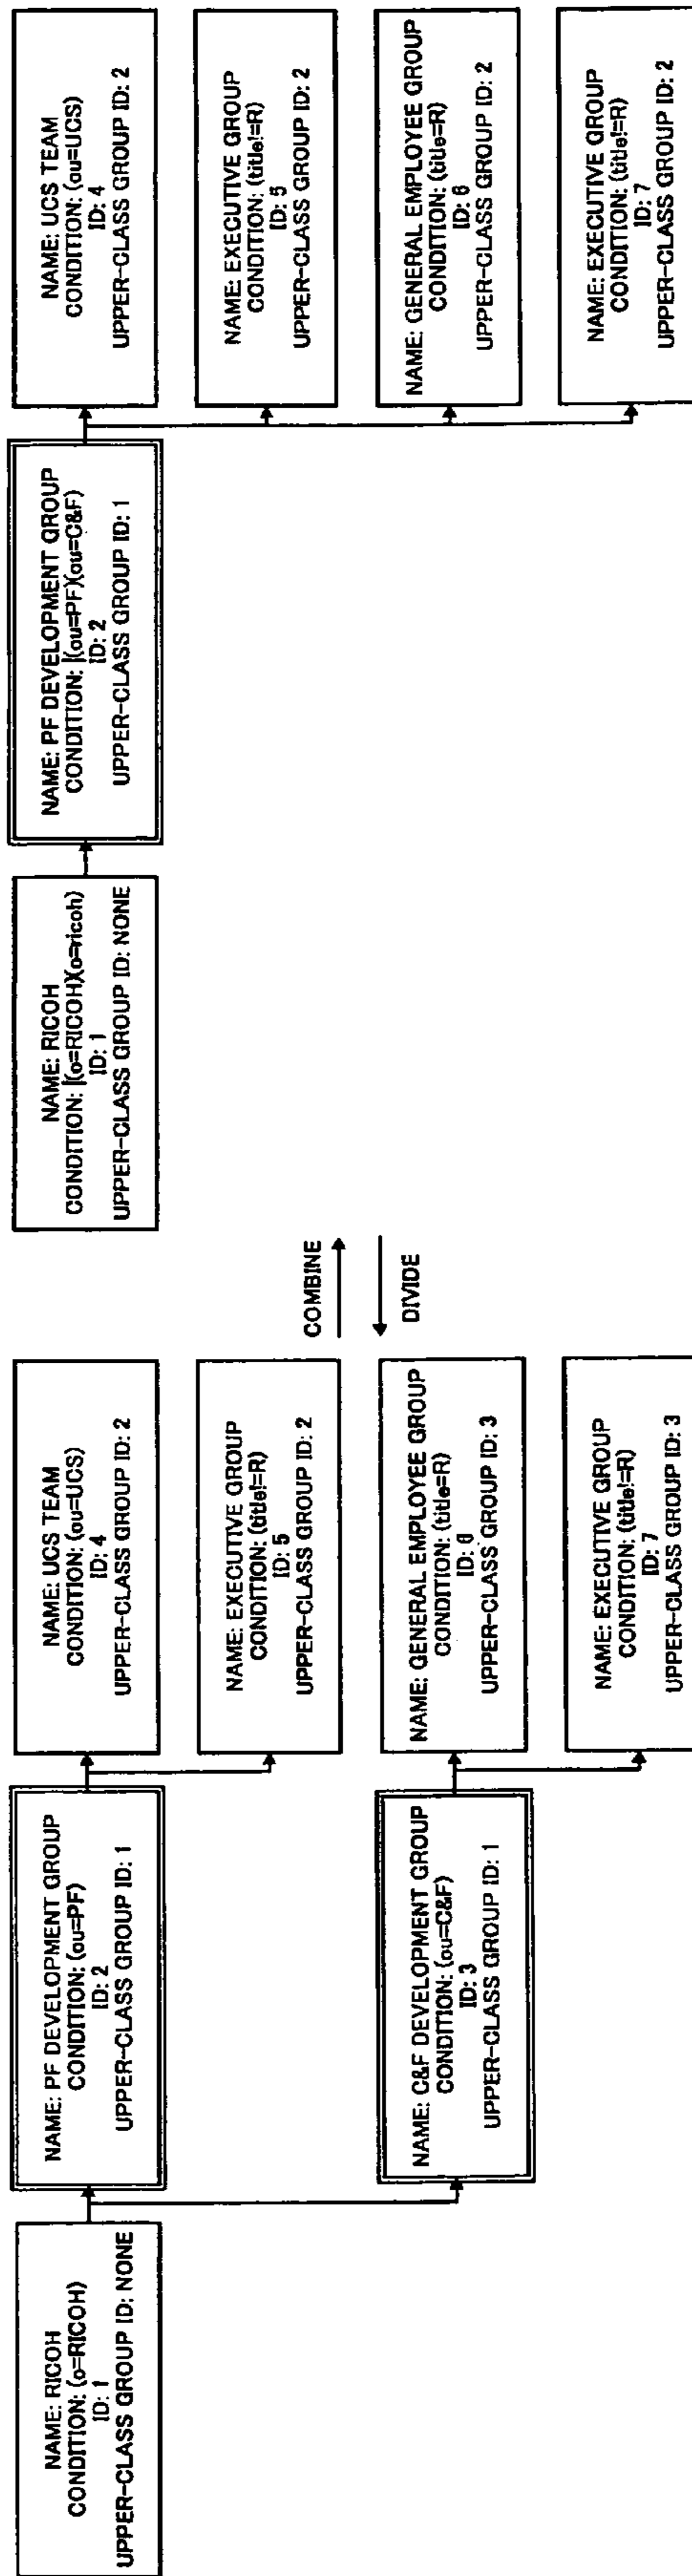 NAME: RICOH
CONDITION: (o=RICOH)
ID: 1
UPPER-CLASS GROUP ID: NONE
NAME: PF DEVELOPMENT GROUP
CONDITION: (ou=PF)
ID: 2
UPPER-CLASS GROUP ID: 1
NAME: C&F DEVELOPMENT GROUP
CONDITION: (ou=C&F)
ID: 3
UPPER-CLASS GROUP ID: 1
NAME: UCS TEAM
CONDITION: (ou=UCS)
ID: 4
UPPER-CLASS GROUP ID: 2
NAME: EXECUTIVE GROUP
CONDITION: (title!=R)
ID: 5
UPPER-CLASS GROUP ID: 2
NAME: GENERAL EMPLOYEE GROUP
CONDITION: (title=R)
ID: 6
UPPER-CLASS GROUP ID: 3
NAME: EXECUTIVE GROUP
CONDITION: (title!=R)
ID: 7
UPPER-CLASS GROUP ID: 3
COMBINE
DIVIDE
NAME: RICOH
CONDITION: |(o=RICOH)(o=ricoh)
ID: 1
UPPER-CLASS GROUP ID: NONE
NAME: PF DEVELOPMENT GROUP
CONDITION: |(ou=PF)(ou=C&F)
ID: 2
UPPER-CLASS GROUP ID: 1
NAME: UCS TEAM
CONDITION: (ou=UCS)
ID: 4
UPPER-CLASS GROUP ID: 2
NAME: EXECUTIVE GROUP
CONDITION: (title!=R)
ID: 5
UPPER-CLASS GROUP ID: 2
NAME: GENERAL EMPLOYEE GROUP
CONDITION: (title=R)
ID: 6
UPPER-CLASS GROUP ID: 2
NAME: EXECUTIVE GROUP
CONDITION: (title!=R)
ID: 7
UPPER-CLASS GROUP ID: 2